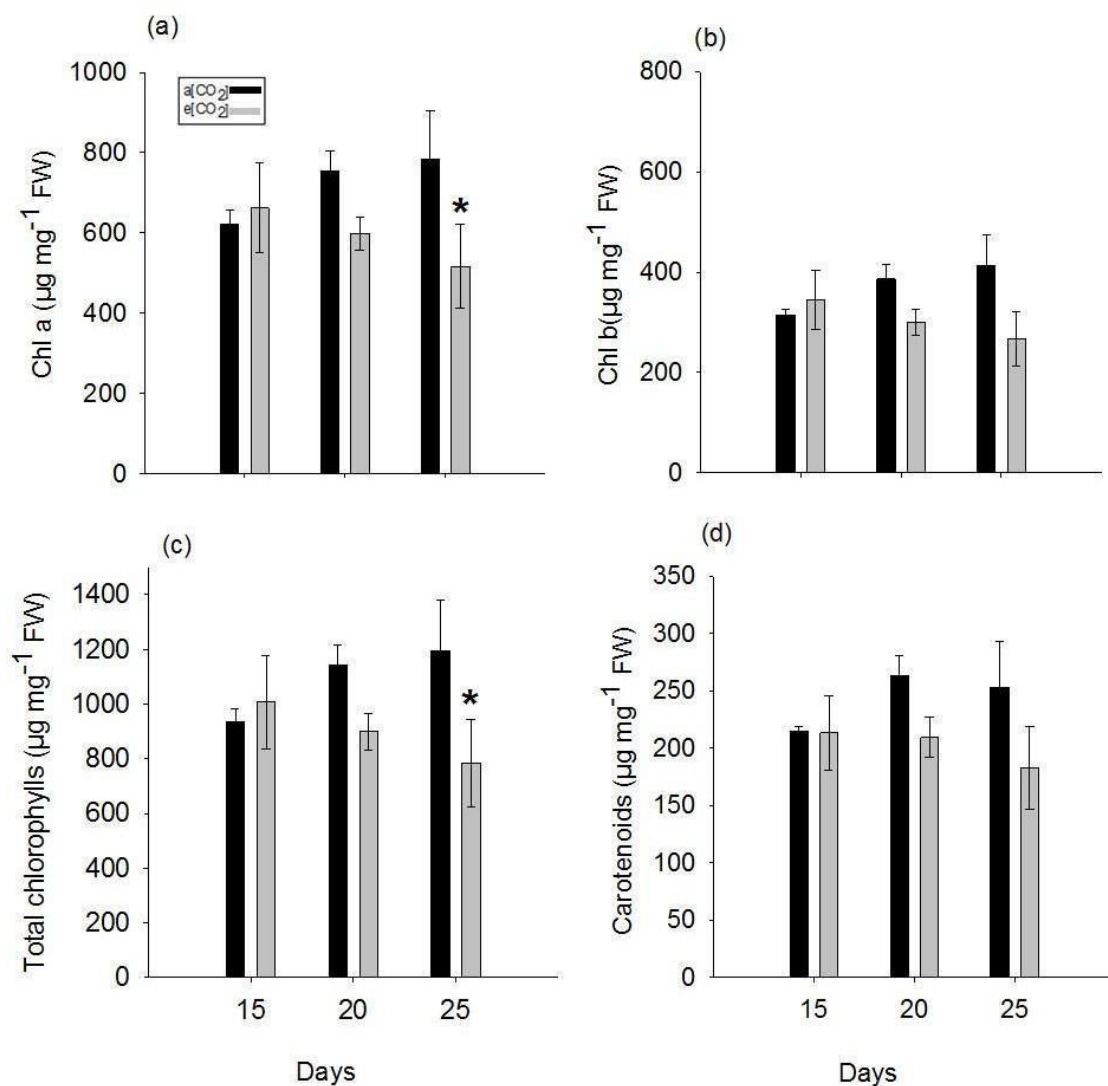 (a)
1000
800
600
400
200
0
Chl a (µg mg⁻¹ FW)
a[CO₂]
e[CO₂]
*
(b)
800
600
400
200
0
Chl b(µg mg⁻¹ FW)
(c)
1400
1200
1000
800
600
400
200
0
Total chlorophylls (µg mg⁻¹ FW)
*
15 20 25
Days
(d)
350
300
250
200
150
100
50
0
Carotenoids (µg mg⁻¹ FW)
15 20 25
Days